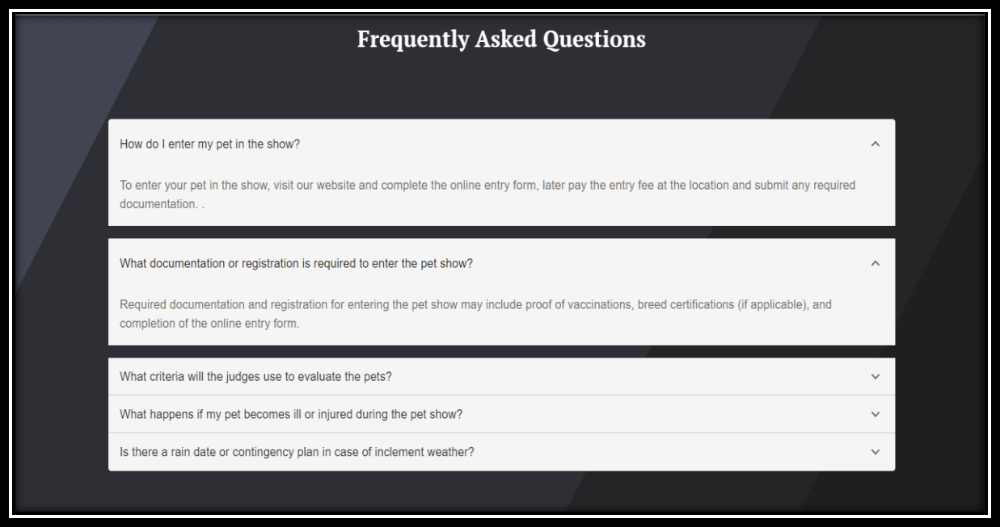 Frequently Asked Questions
How do I enter my pet in the show?
To enter your pet in the show, visit our website and complete the online entry form, later pay the entry fee at the location and submit any required
documentation. .
What documentation or registration is required to enter the pet show?
Required documentation and registration for entering the pet show may include proof of vaccinations, breed certifications (if applicable), and
completion of the online entry form.
What criteria will the judges use to evaluate the pets?
What happens if my pet becomes ill or injured during the pet show?
Is there a rain date or contingency plan in case of inclement weather?